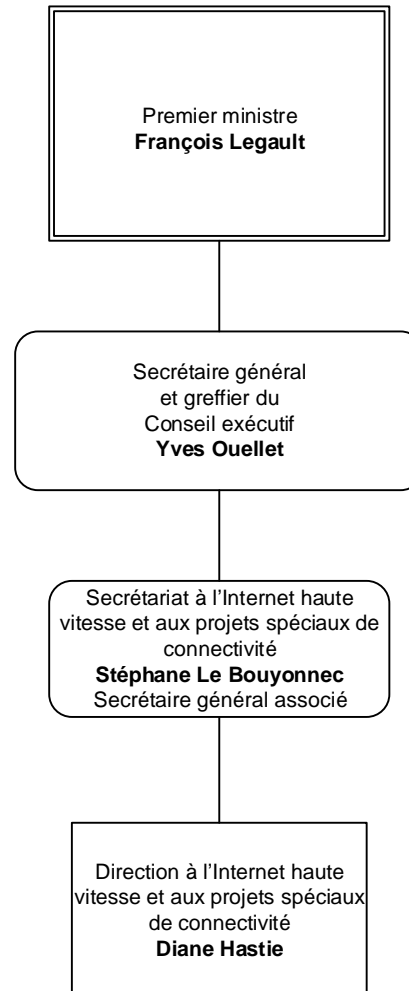 Premier ministre
François Legault
Secrétaire général
et greffier du
Conseil exécutif
Yves Ouellet
Secrétariat à l’Internet haute
vitesse et aux projets spéciaux de
connectivité
Stéphane Le Bouyonnec
Secrétaire général associé
Direction à l’Internet haute
vitesse et aux projets spéciaux
de connectivité
Diane Hastie